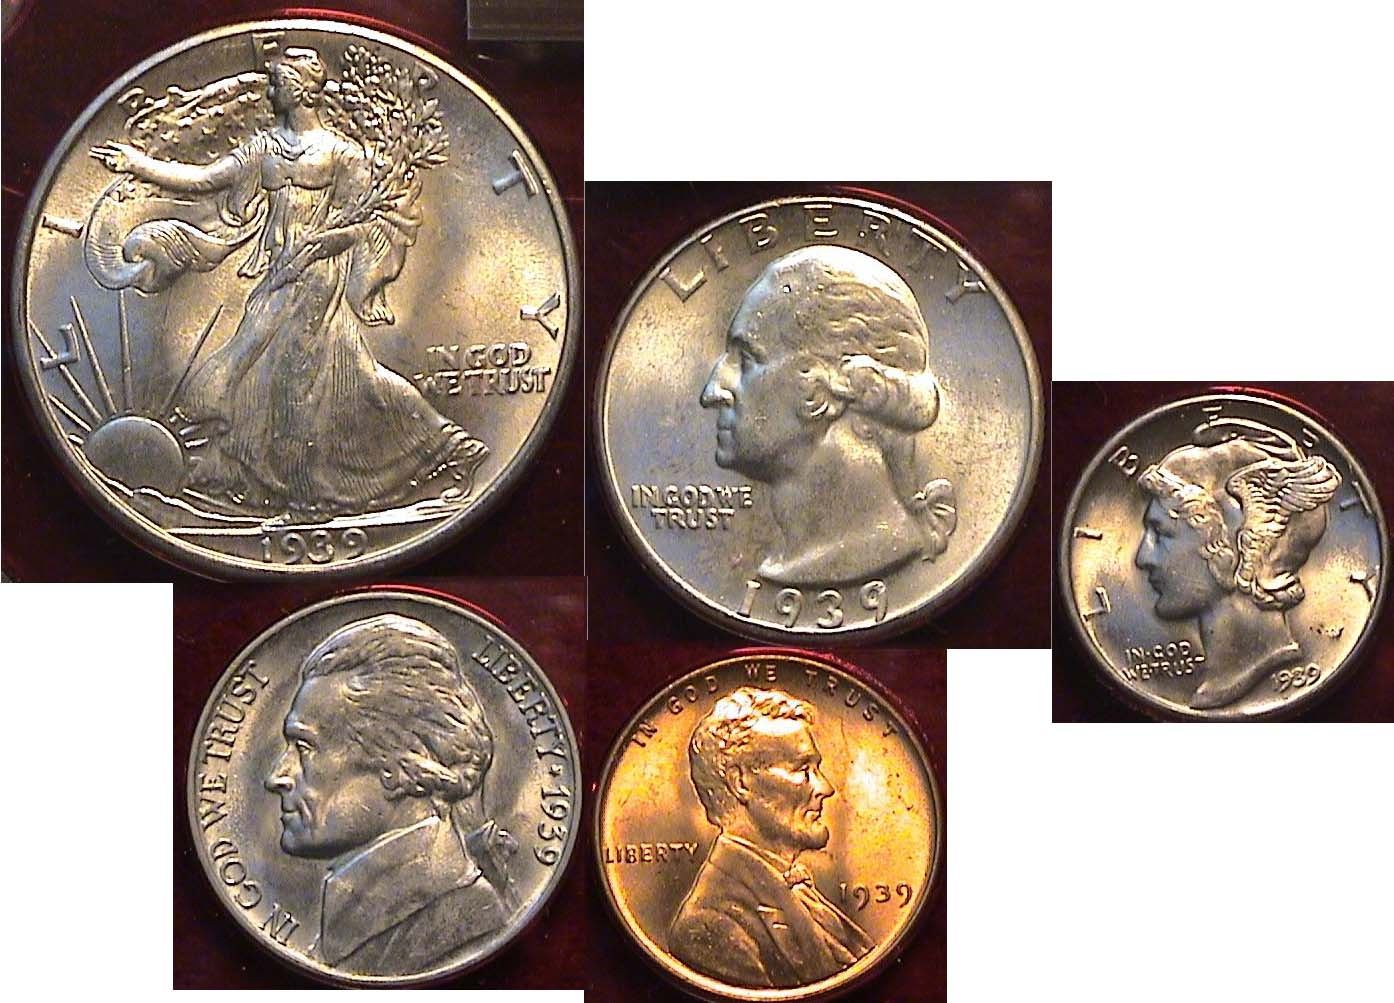 LIBERTY
IN GOD
WE TRUST
1939
LIBERTY
IN GOD WE
TRUST
1939
LIBERTY
IN·GOD
WE TRUST
1939
IN GOD WE TRUST
LIBERTY ★ 1939
IN GOD WE TRUST
LIBERTY
1939